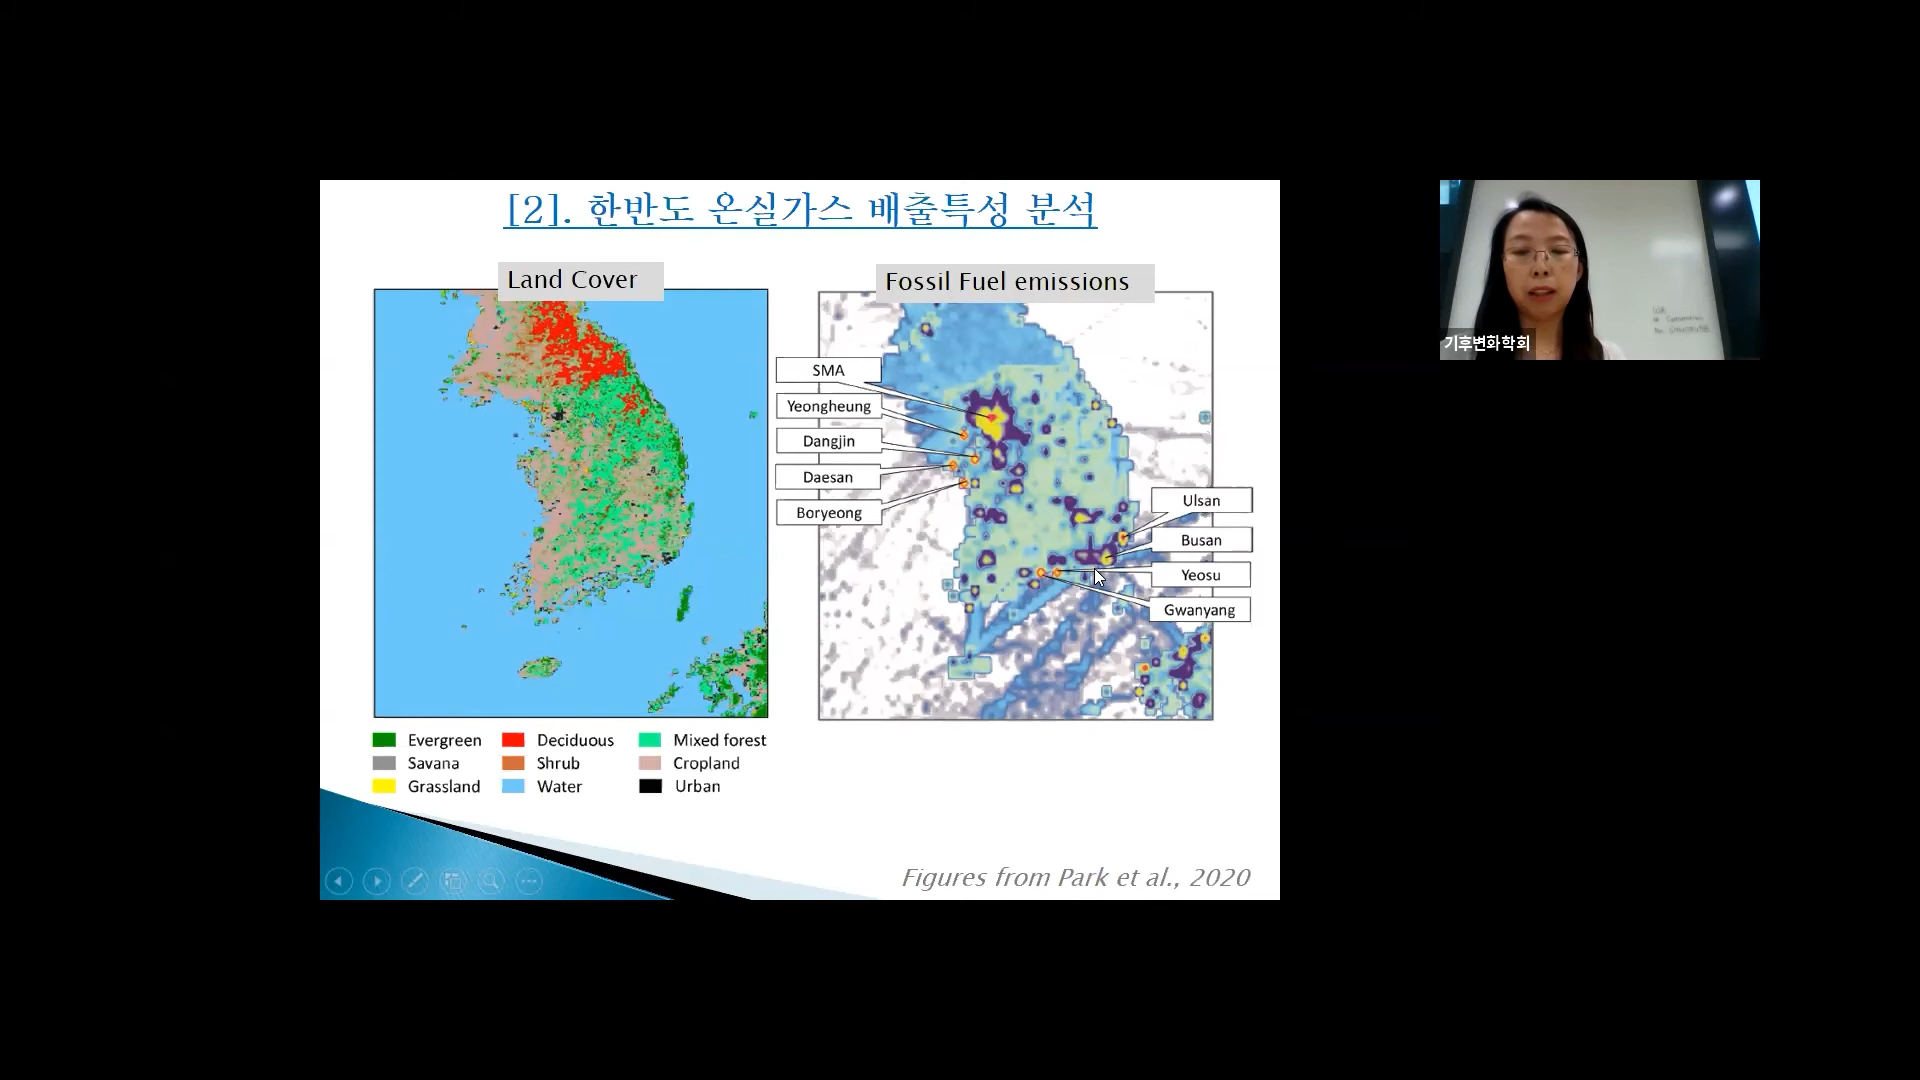 [2]. 한반도 온실가스 배출특성 분석
Land Cover
Fossil Fuel emissions
SMA
Yeongheung
Dangjin
Daesan
Boryeong
Ulsan
Busan
Yeosu
Gwanyang
Evergreen
Deciduous
Mixed forest
Savana
Shrub
Cropland
Grassland
Water
Urban
Figures from Park et al., 2020
기후변화학회